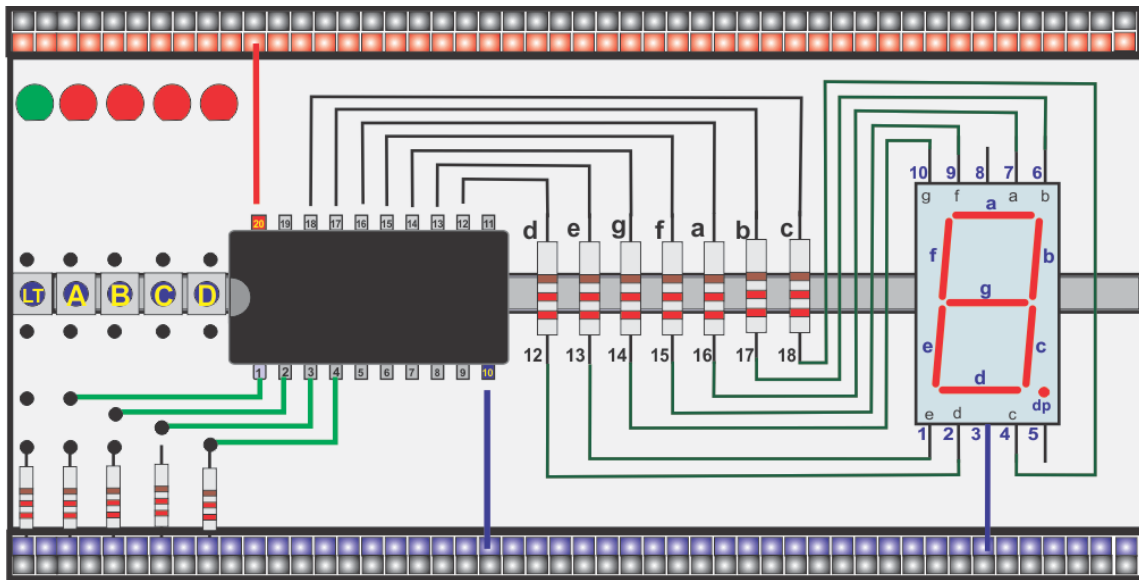 10 9 8 7 6
g f a b
20 19 18 17 16 15 14 13 12 11
d e g f a b c
a
f b
LT A B C D
g
12 13 14 15 16 17 18
e c
1 2 3 4 5 6 7 8 9 10
d
dp
e d c
1 2 3 4 5